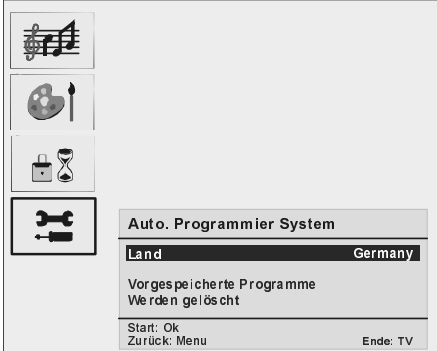 Auto. Programmier System
Land Germany
Vorgespeicherte Programme
Werden gelöscht
Start: Ok
Zurück: Menu Ende: TV